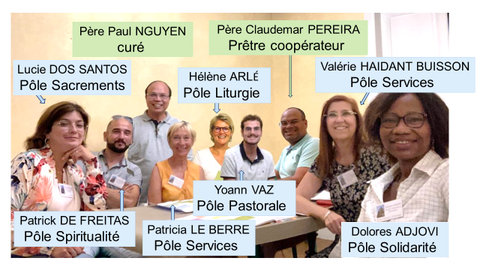 Père Paul NGUYEN
curé
Père Claudemar PEREIRA
Prêtre coopérateur
Lucie DOS SANTOS
Pôle Sacrements
Hélène ARLÉ
Pôle Liturgie
Valérie HAIDANT BUISSON
Pôle Services
Yoann VAZ
Pôle Pastorale
Patrick DE FREITAS
Pôle Spiritualité
Patricia LE BERRE
Pôle Services
Dolores ADJOVI
Pôle Solidarité